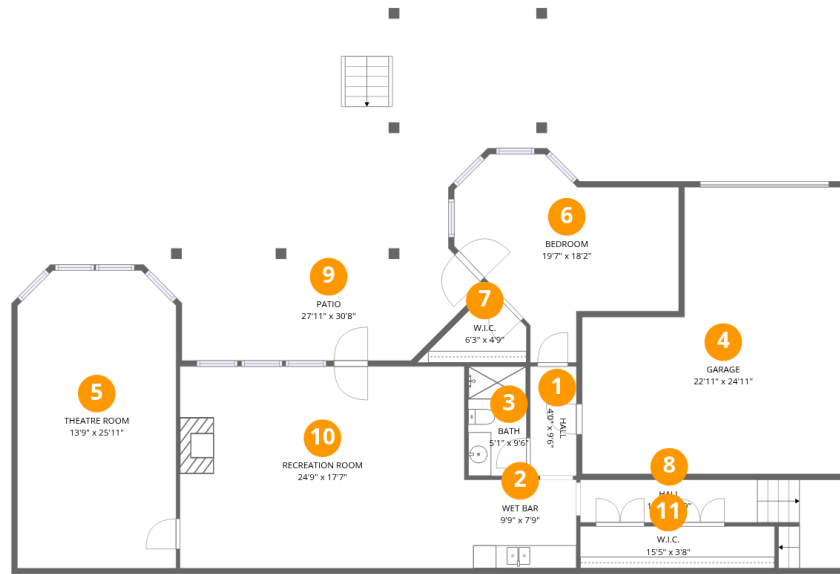 6
BEDROOM
19'7" x 18'2"
9
PATIO
27'11" x 30'8"
7
W.I.C.
6'3" x 4'9"
4
GARAGE
22'11" x 24'11"
5
THEATRE ROOM
13'9" x 25'11"
1
HALL
4'0" x 9'6"
3
BATH
5'1" x 9'6"
10
RECREATION ROOM
24'9" x 17'7"
2
WET BAR
9'9" x 7'9"
8
HALL
11
W.I.C.
15'5" x 3'8"